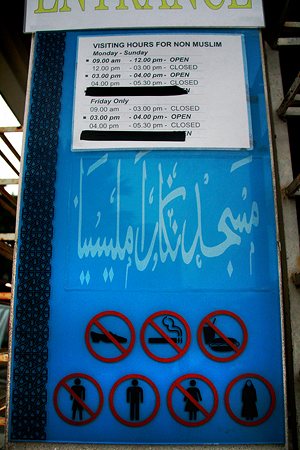 ENTRANCE
VISITING HOURS FOR NON MUSLIM
Monday - Sunday
09.00 am - 12.00 pm - OPEN
12.00 pm - 03.00 pm - CLOSED
03.00 pm - 04.00 pm - OPEN
04.00 pm - 05.30 pm - CLOSED
Friday Only
09.00 am - 03.00 pm - CLOSED
03.00 pm - 04.00 pm - OPEN
04.00 pm - 05.30 pm - CLOSED
مسجد نڬارا مليسيا